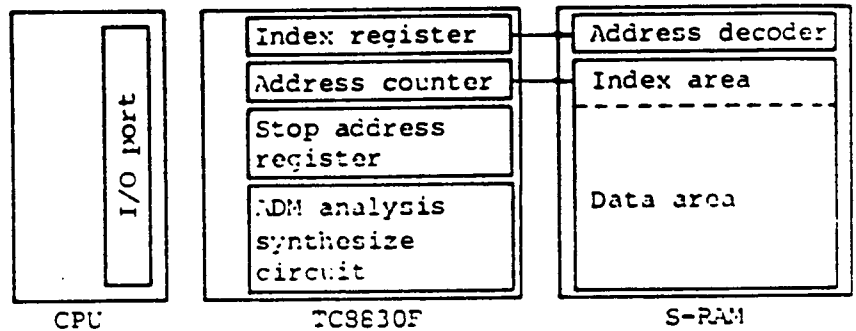 I/O port
CPU
Index register
Address counter
Stop address
register
ADM analysis
synthesize
circuit
TC8830F
Address decoder
Index area
Data area
S-RAM